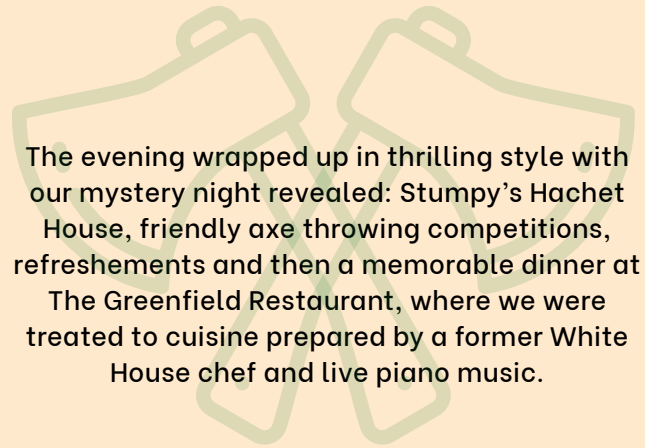 The evening wrapped up in thrilling style with
our mystery night revealed: Stumpy’s Hachet
House, friendly axe throwing competitions,
refreshements and then a memorable dinner at
The Greenfield Restaurant, where we were
treated to cuisine prepared by a former White
House chef and live piano music.